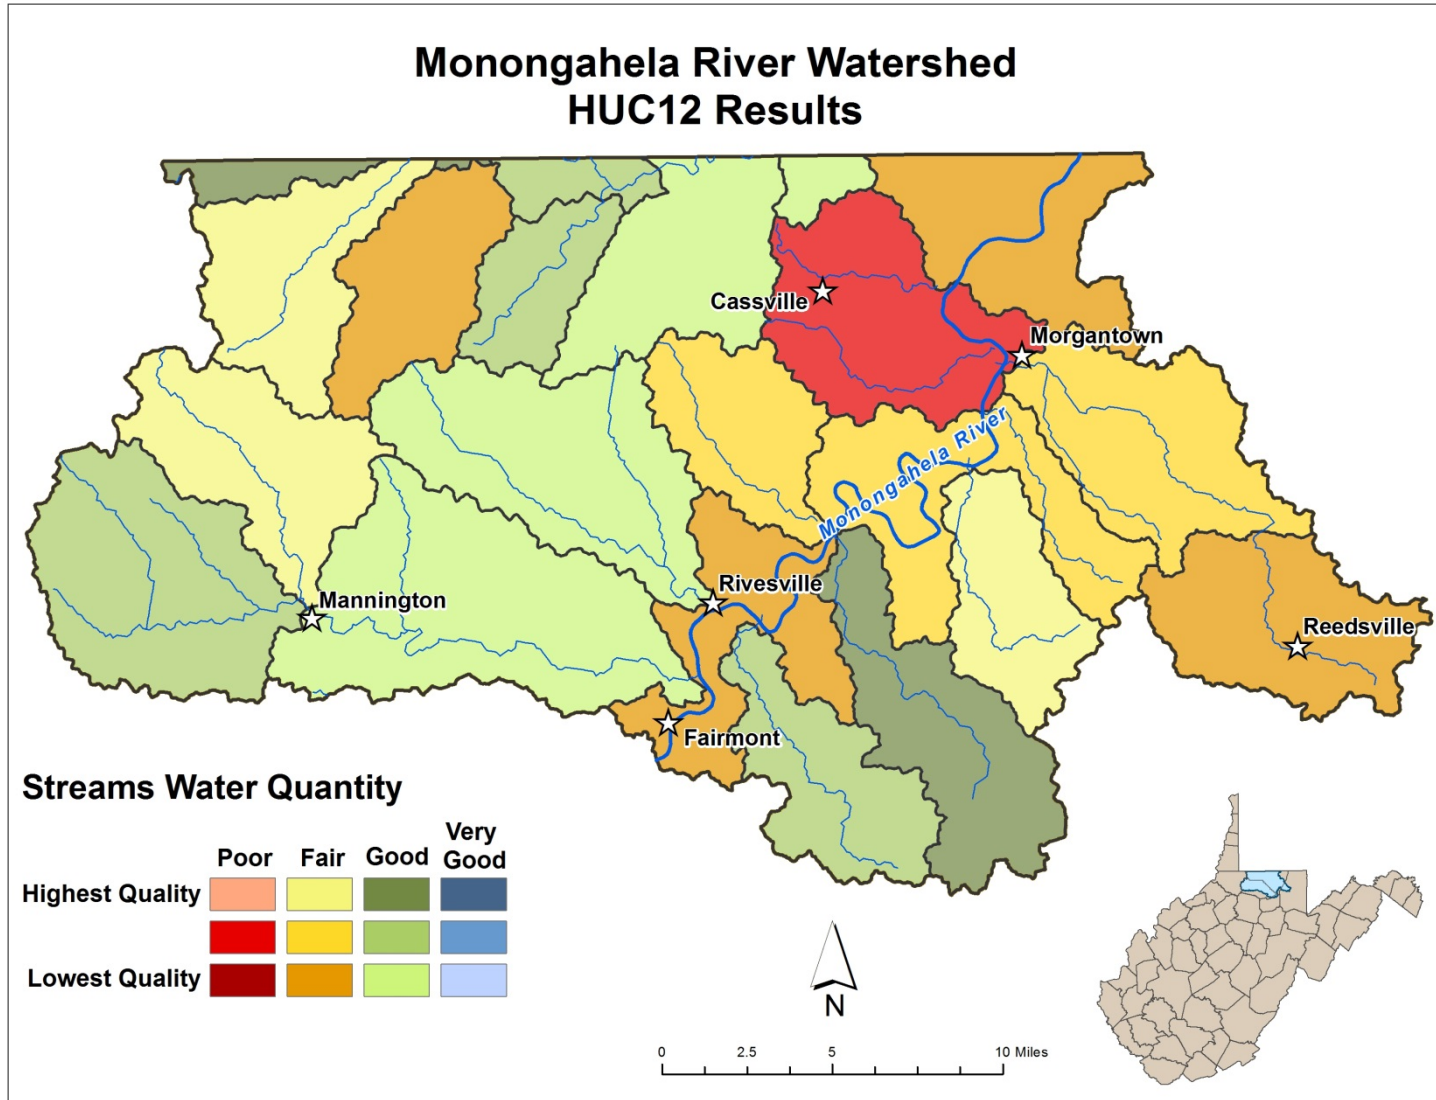 Monongahela River Watershed
HUC12 Results
Cassville
Morgantown
Monongahela River
Rivesville
Mannington
Reedsville
Fairmont
Streams Water Quantity
Poor Fair Good Very Good
Highest Quality
Lowest Quality
N
0 2.5 5 10 Miles